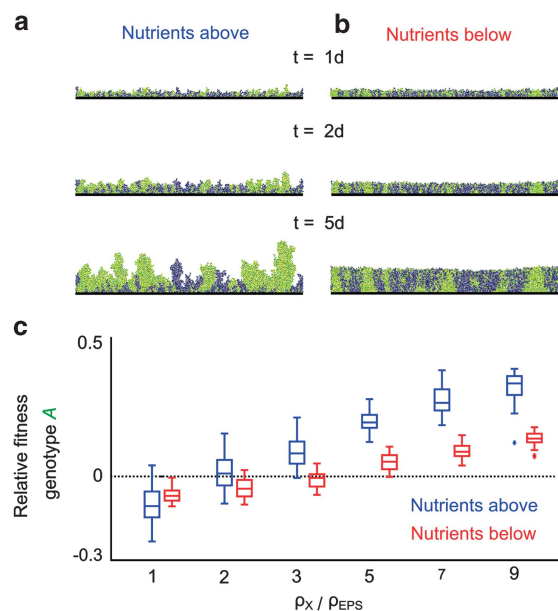 a
Nutrients above
b
Nutrients below
t = 1d
t = 2d
t = 5d
c
0.5
0
-0.3
Relative fitness
genotype A
Nutrients above
Nutrients below
1 2 3 5 7 9
ρX / ρEPS